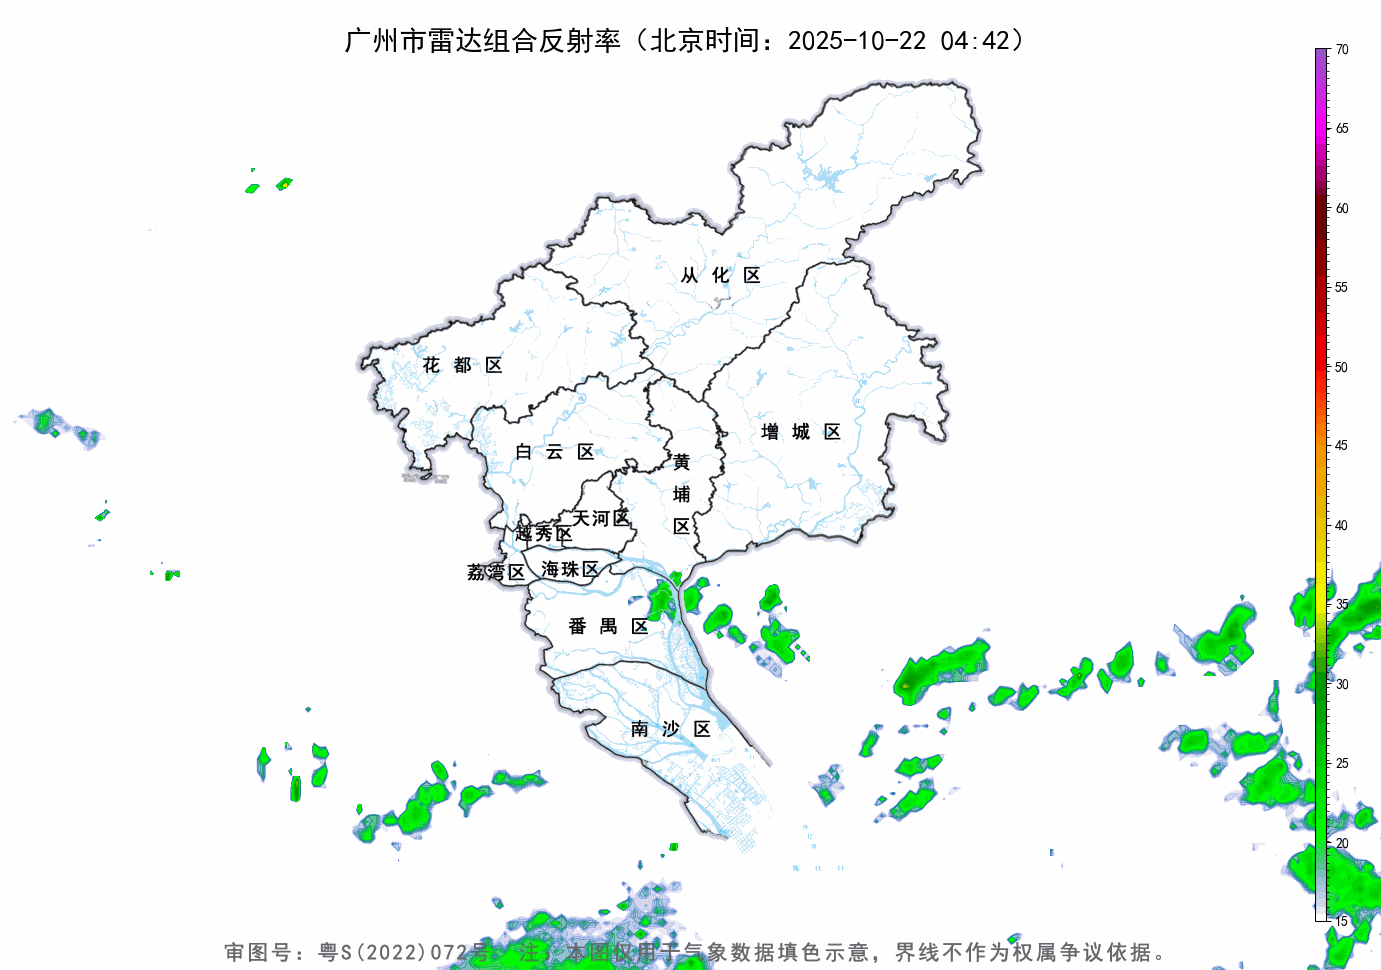 广州市雷达组合反射率（北京时间：2025-10-22 04:42）
70
65
60
55
50
45
40
35
30
25
20
15
从化区
花都区
增城区
白云区
黄埔区
天河区
越秀区
荔湾区
海珠区
番禺区
南沙区
审图号：粤S(2022)072号 注：本图仅用于气象数据填色示意，界线不作为权属争议依据。